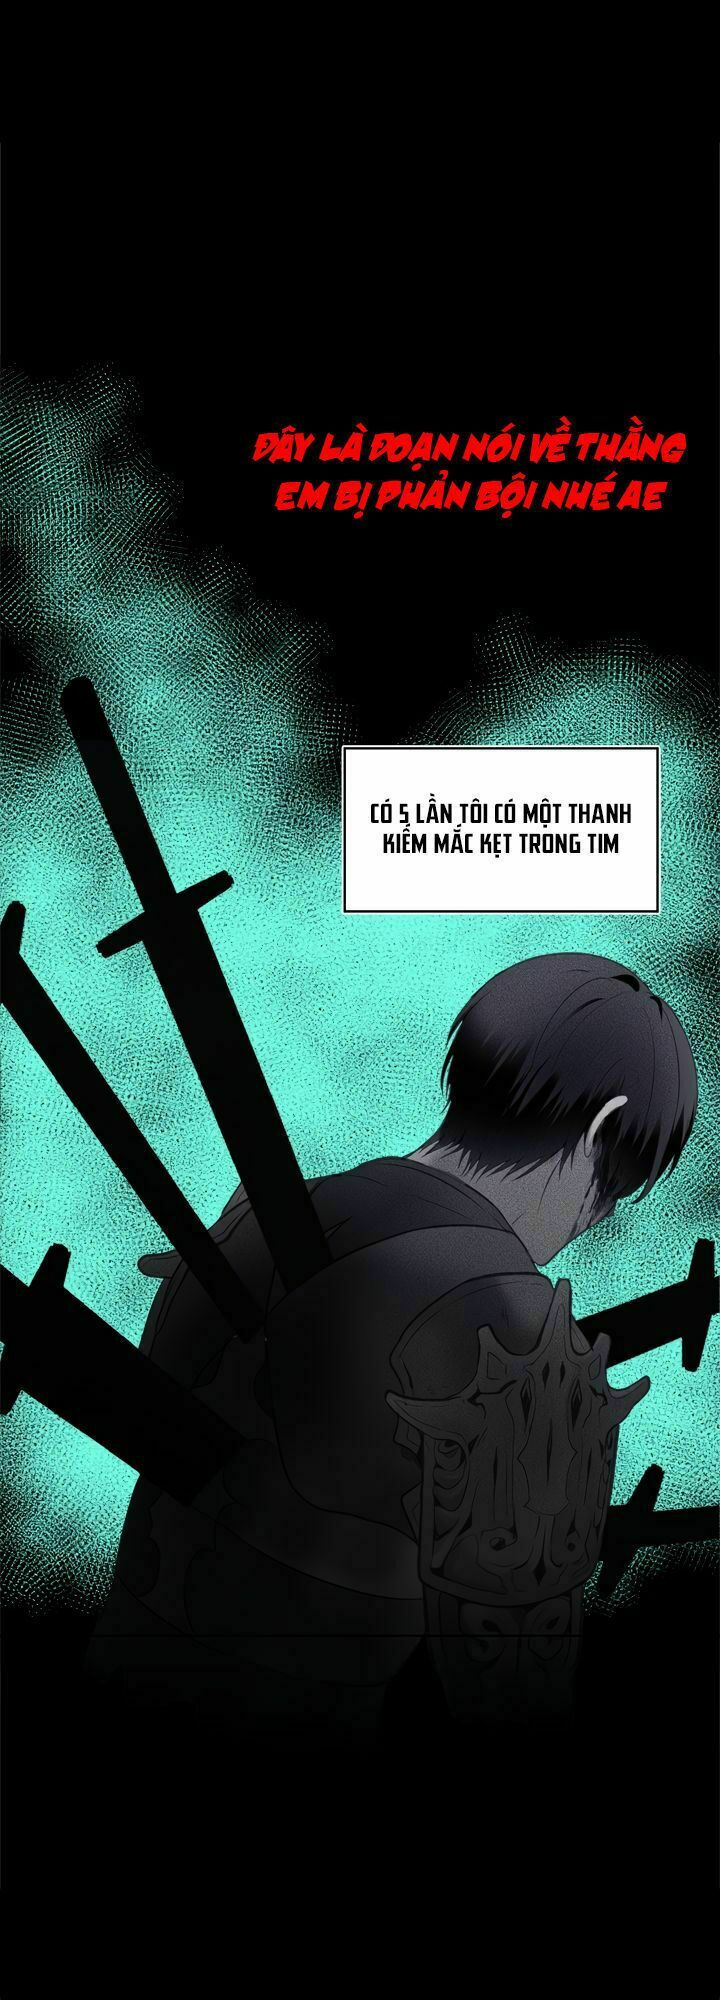 ĐÂY LÀ ĐOẠN NÓI VỀ THẰNG
EM BỊ PHẢN BỘI NHÉ AE
CÓ 5 LẦN TÔI CÓ MỘT THANH
KIẾM MẮC KẸT TRONG TIM